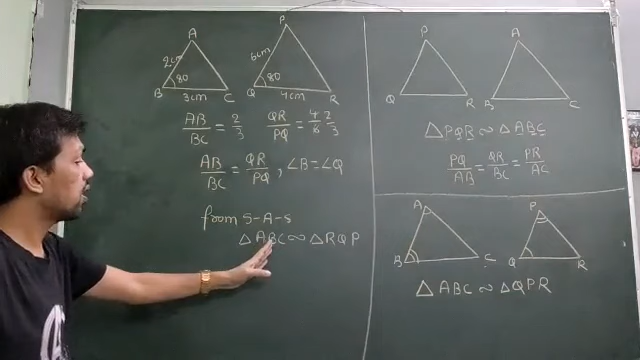 A
2cm
80
B 3cm C
P
6cm
80
Q 4cm R
AB/BC = 2/3 QR/PQ = 4/6 2/3
AB/BC = QR/PQ , ∠B = ∠Q
from S-A-S
△ ABC ∾ △ RQP
P
Q R
A
B C
△ PQR ∾ △ ABC
PQ/AB = QR/BC = PR/AC
A
B C
P
Q R
△ ABC ∾ △ QPR